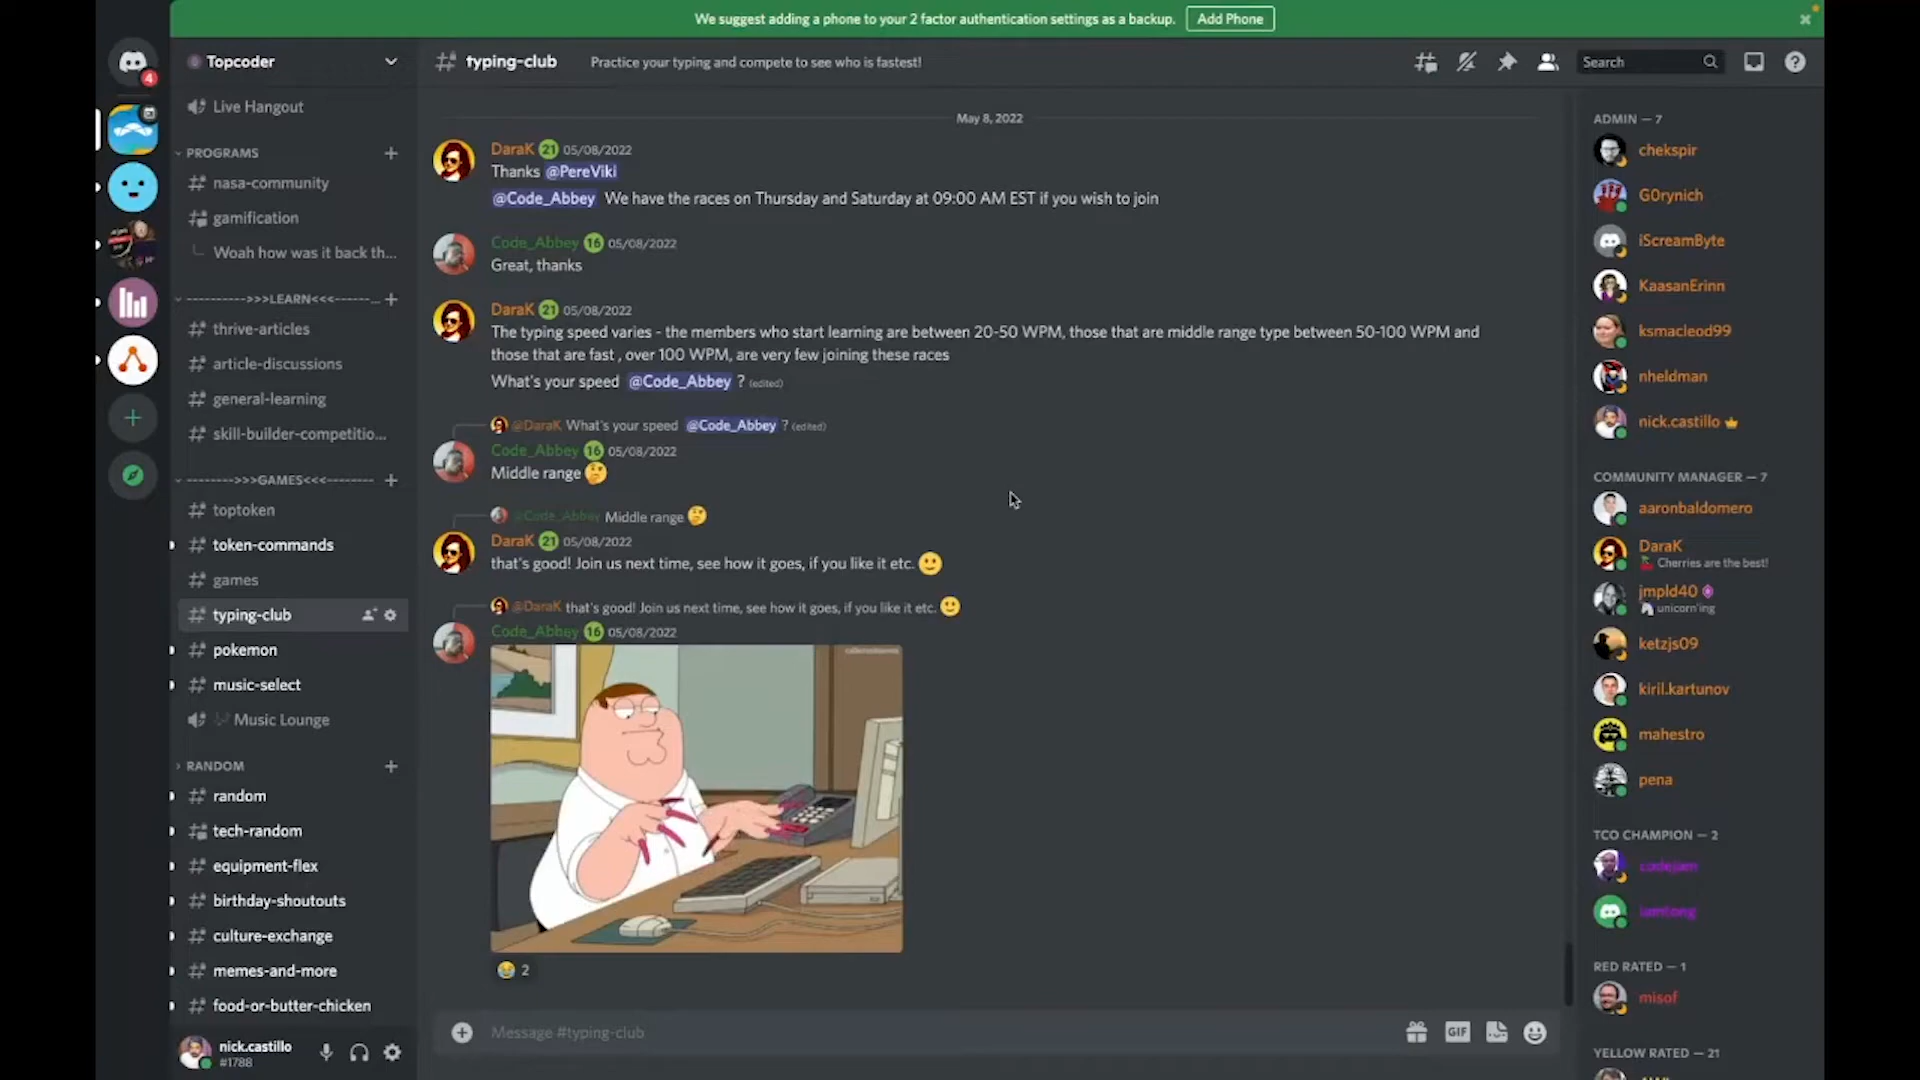 We suggest adding a phone to your 2 factor authentication settings as a backup. Add Phone
4
Topcoder
Live Hangout
PROGRAMS
nasa-community
gamification
Woah how was it back th...
---------->>>LEARN<<<------...
thrive-articles
article-discussions
general-learning
skill-builder-competitio...
------->>>GAMES<<<--------
toptoken
token-commands
games
typing-club
pokemon
music-select
Music Lounge
RANDOM
random
tech-random
equipment-flex
birthday-shoutouts
culture-exchange
memes-and-more
food-or-butter-chicken
nick.castillo
#1788
typing-club Practice your typing and compete to see who is fastest!
Search
May 8, 2022
DaraK 21 05/08/2022
Thanks @PereViki
@Code_Abbey We have the races on Thursday and Saturday at 09:00 AM EST if you wish to join
Code_Abbey 16 05/08/2022
Great, thanks
DaraK 21 05/08/2022
The typing speed varies - the members who start learning are between 20-50 WPM, those that are middle range type between 50-100 WPM and
those that are fast , over 100 WPM, are very few joining these races
What's your speed @Code_Abbey ? (edited)
@DaraK What's your speed @Code_Abbey ? (edited)
Code_Abbey 16 05/08/2022
Middle range 🤔
@Code_Abbey Middle range 🤔
DaraK 21 05/08/2022
that's good! Join us next time, see how it goes, if you like it etc. 🙂
@DaraK that's good! Join us next time, see how it goes, if you like it etc. 🙂
Code_Abbey 16 05/08/2022
😂 2
Message #typing-club
GIF
ADMIN — 7
chekspir
G0rynich
iScreamByte
KaasanErinn
ksmacleod99
nheldman
nick.castillo
COMMUNITY MANAGER — 7
aaronbaldomero
DaraK
Cherries are the best!
jmpld40
unicorn'ing
ketzjs09
kiril.kartunov
mahestro
pena
TCO CHAMPION — 2
codejam
iamtong
RED RATED — 1
misof
YELLOW RATED — 21